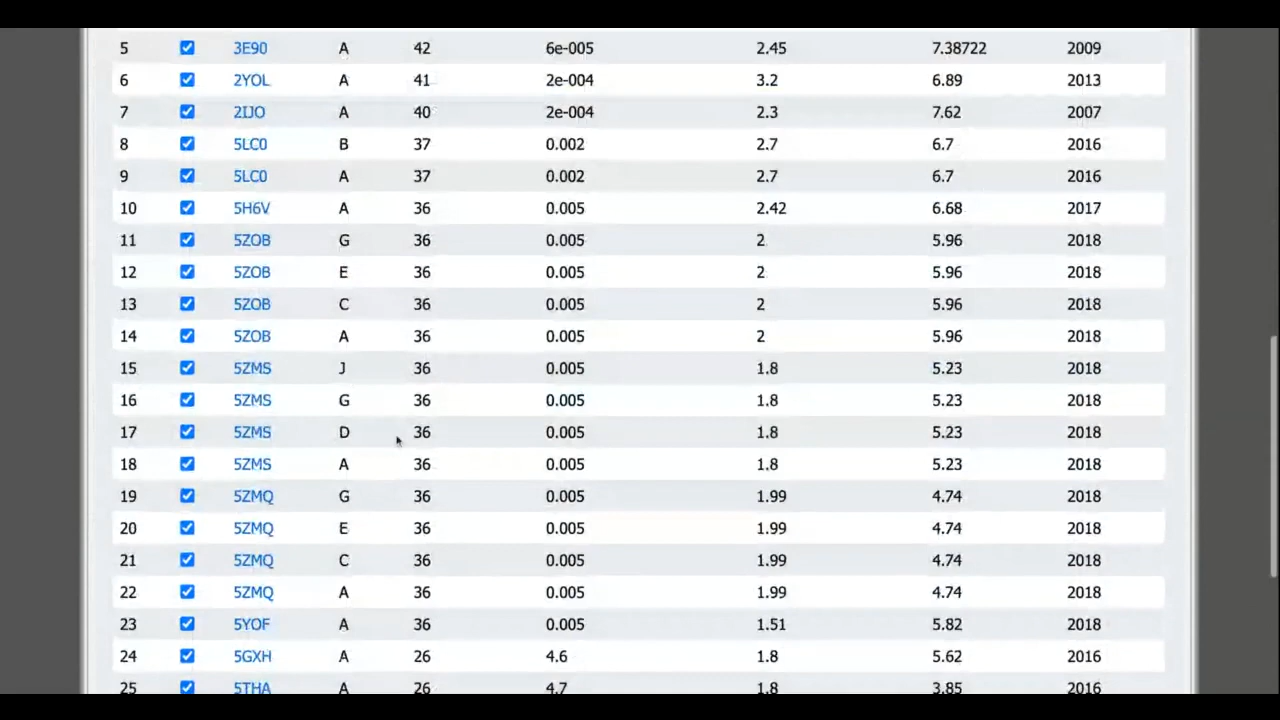 5 3E90 A 42 6e-005 2.45 7.38722 2009
6 2YOL A 41 2e-004 3.2 6.89 2013
7 2IJO A 40 2e-004 2.3 7.62 2007
8 5LC0 B 37 0.002 2.7 6.7 2016
9 5LC0 A 37 0.002 2.7 6.7 2016
10 5H6V A 36 0.005 2.42 6.68 2017
11 5ZOB G 36 0.005 2 5.96 2018
12 5ZOB E 36 0.005 2 5.96 2018
13 5ZOB C 36 0.005 2 5.96 2018
14 5ZOB A 36 0.005 2 5.96 2018
15 5ZMS J 36 0.005 1.8 5.23 2018
16 5ZMS G 36 0.005 1.8 5.23 2018
17 5ZMS D 36 0.005 1.8 5.23 2018
18 5ZMS A 36 0.005 1.8 5.23 2018
19 5ZMQ G 36 0.005 1.99 4.74 2018
20 5ZMQ E 36 0.005 1.99 4.74 2018
21 5ZMQ C 36 0.005 1.99 4.74 2018
22 5ZMQ A 36 0.005 1.99 4.74 2018
23 5YOF A 36 0.005 1.51 5.82 2018
24 5GXH A 26 4.6 1.8 5.62 2016
25 5THA A 26 4.7 1.8 3.85 2016